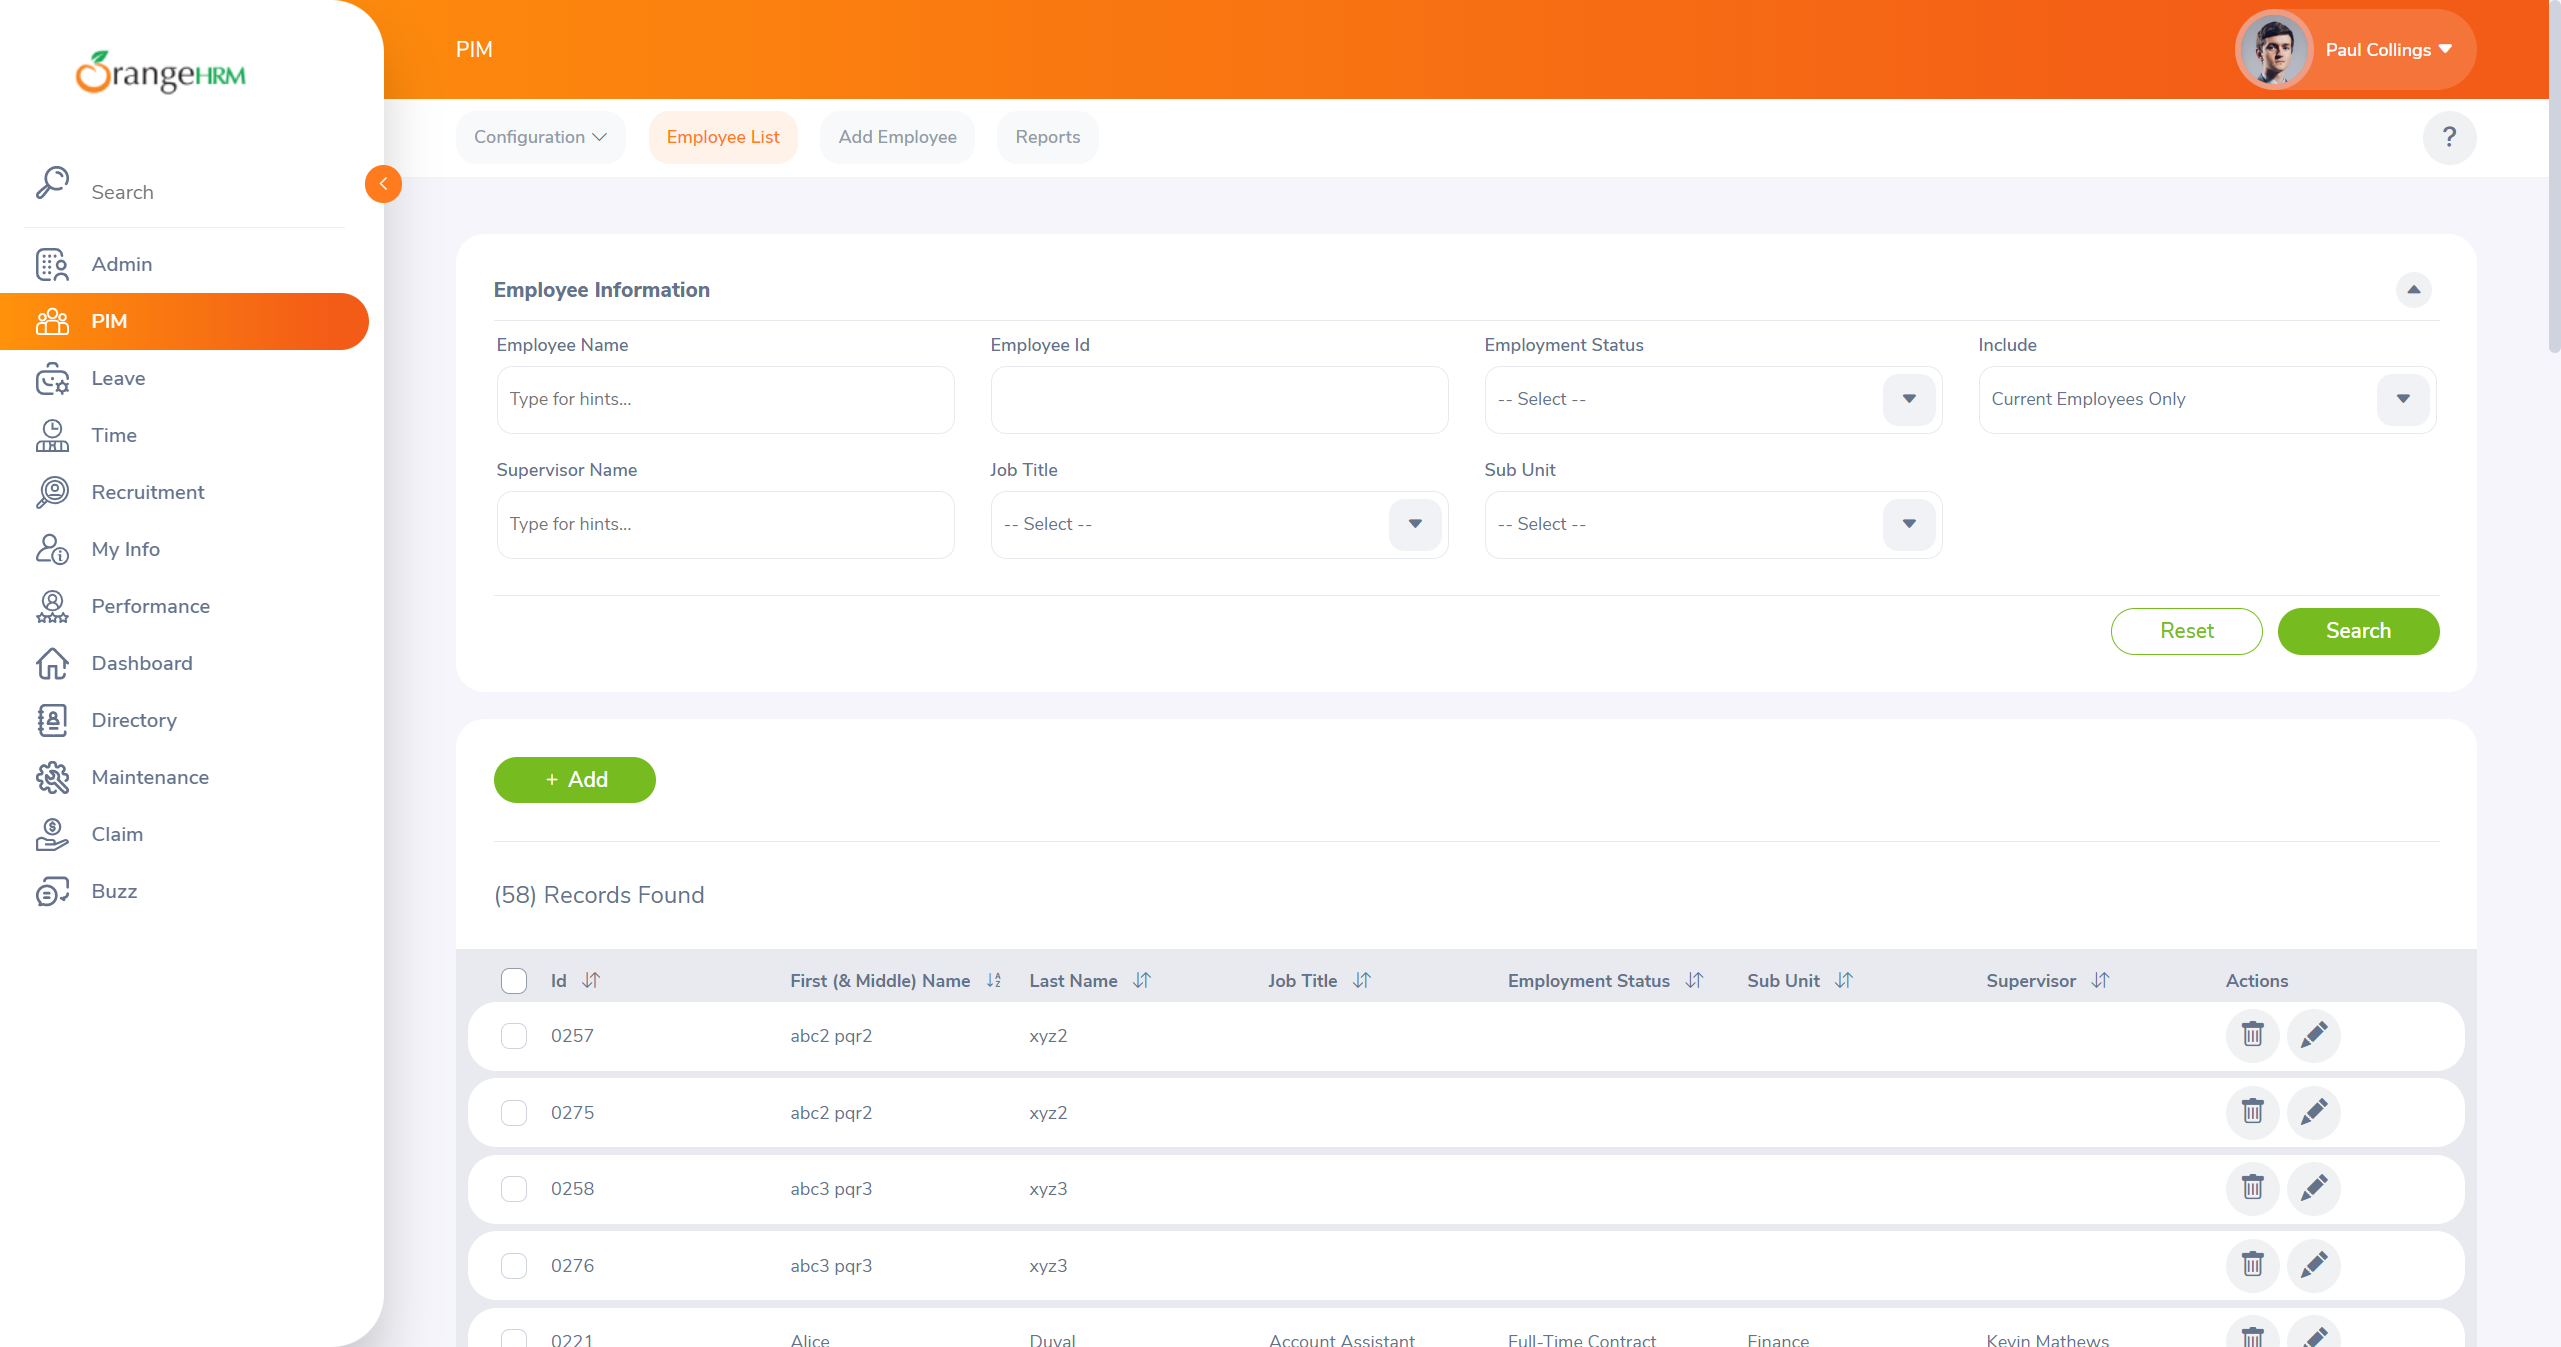 OrangeHRM
PIM
Paul Collings
Configuration
Employee List
Add Employee
Reports
?
Search
Admin
PIM
Leave
Time
Recruitment
My Info
Performance
Dashboard
Directory
Maintenance
Claim
Buzz
Employee Information
Employee Name
Employee Id
Employment Status
Include
Type for hints...
-- Select --
Current Employees Only
Supervisor Name
Job Title
Sub Unit
Type for hints...
-- Select --
-- Select --
Reset
Search
+ Add
(58) Records Found
Id First (& Middle) Name Last Name Job Title Employment Status Sub Unit Supervisor Actions
0257 abc2 pqr2 xyz2
0275 abc2 pqr2 xyz2
0258 abc3 pqr3 xyz3
0276 abc3 pqr3 xyz3
0221 Alice Duval Account Assistant Full-Time Contract Finance Kevin Mathews